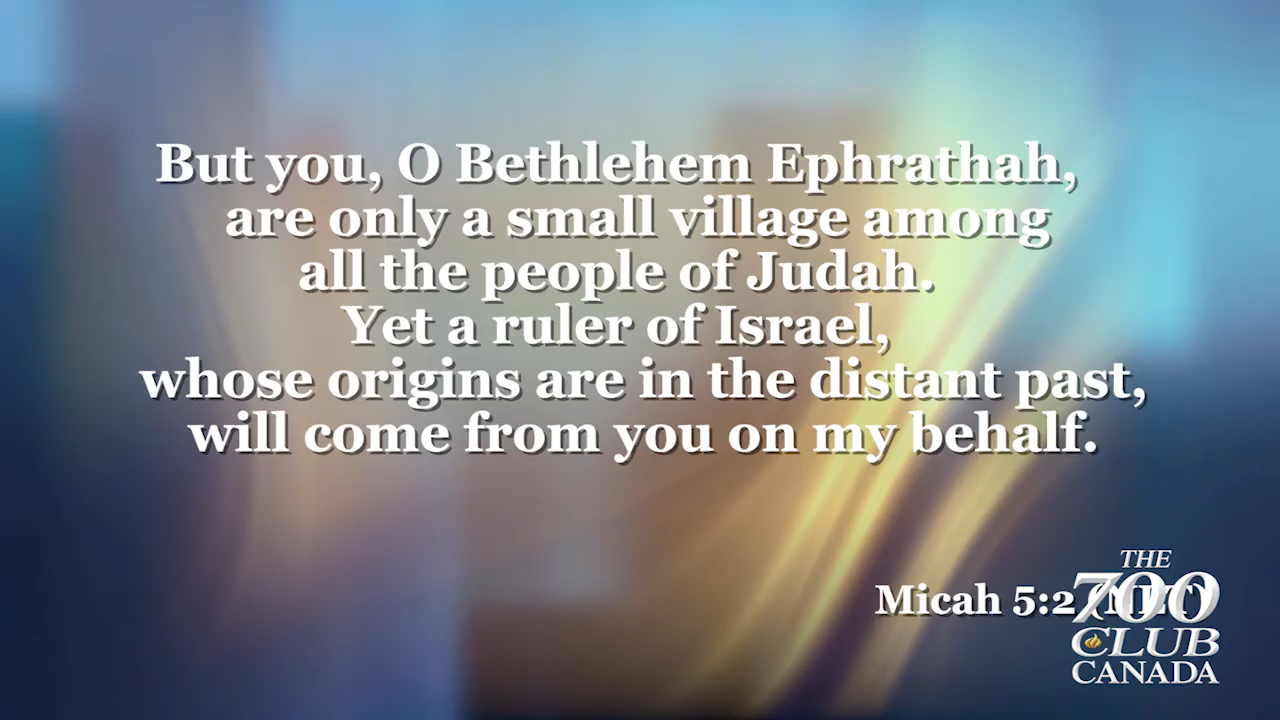 But you, O Bethlehem Ephrathah,
are only a small village among
all the people of Judah.
Yet a ruler of Israel,
whose origins are in the distant past,
will come from you on my behalf.
Micah 5:2 (NLT)
THE
700
CLUB
CANADA